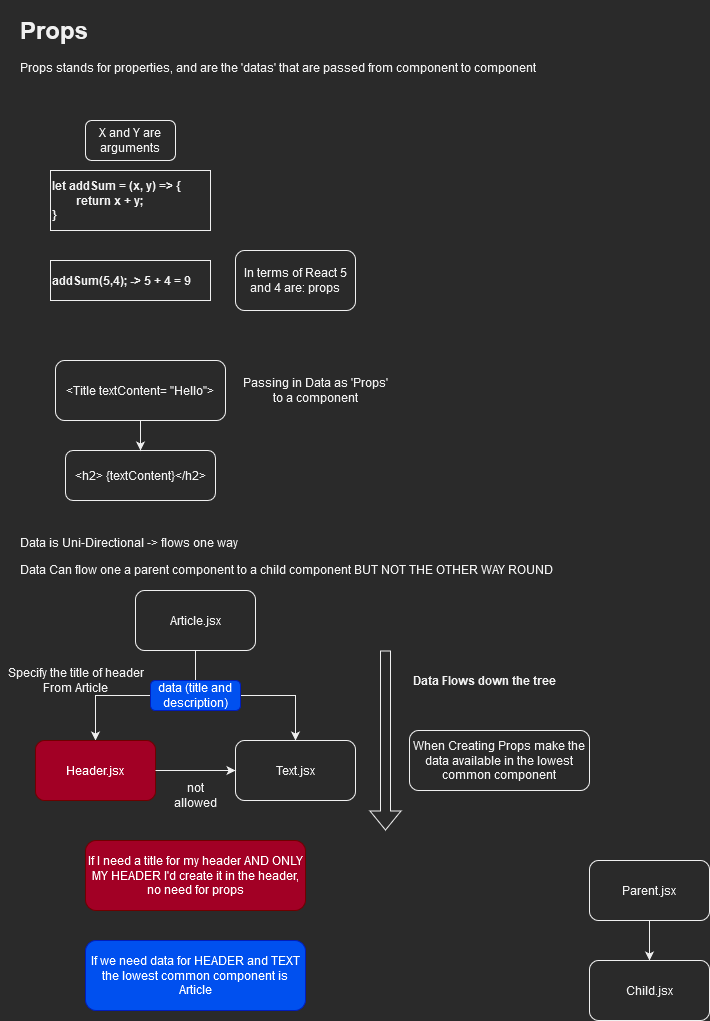 Props
Props stands for properties, and are the 'datas' that are passed from component to component
X and Y are
arguments
let addSum = (x, y) => {
return x + y;
}
addSum(5,4); -> 5 + 4 = 9
In terms of React 5
and 4 are: props
<Title textContent= "Hello">
Passing in Data as 'Props'
to a component
<h2> {textContent}</h2>
Data is Uni-Directional -> flows one way
Data Can flow one a parent component to a child component BUT NOT THE OTHER WAY ROUND
Article.jsx
Specify the title of header
From Article
data (title and
description)
Data Flows down the tree
Header.jsx
not
allowed
Text.jsx
When Creating Props make the
data available in the lowest
common component
If I need a title for my header AND ONLY
MY HEADER I'd create it in the header,
no need for props
Parent.jsx
If we need data for HEADER and TEXT
the lowest common component is
Article
Child.jsx